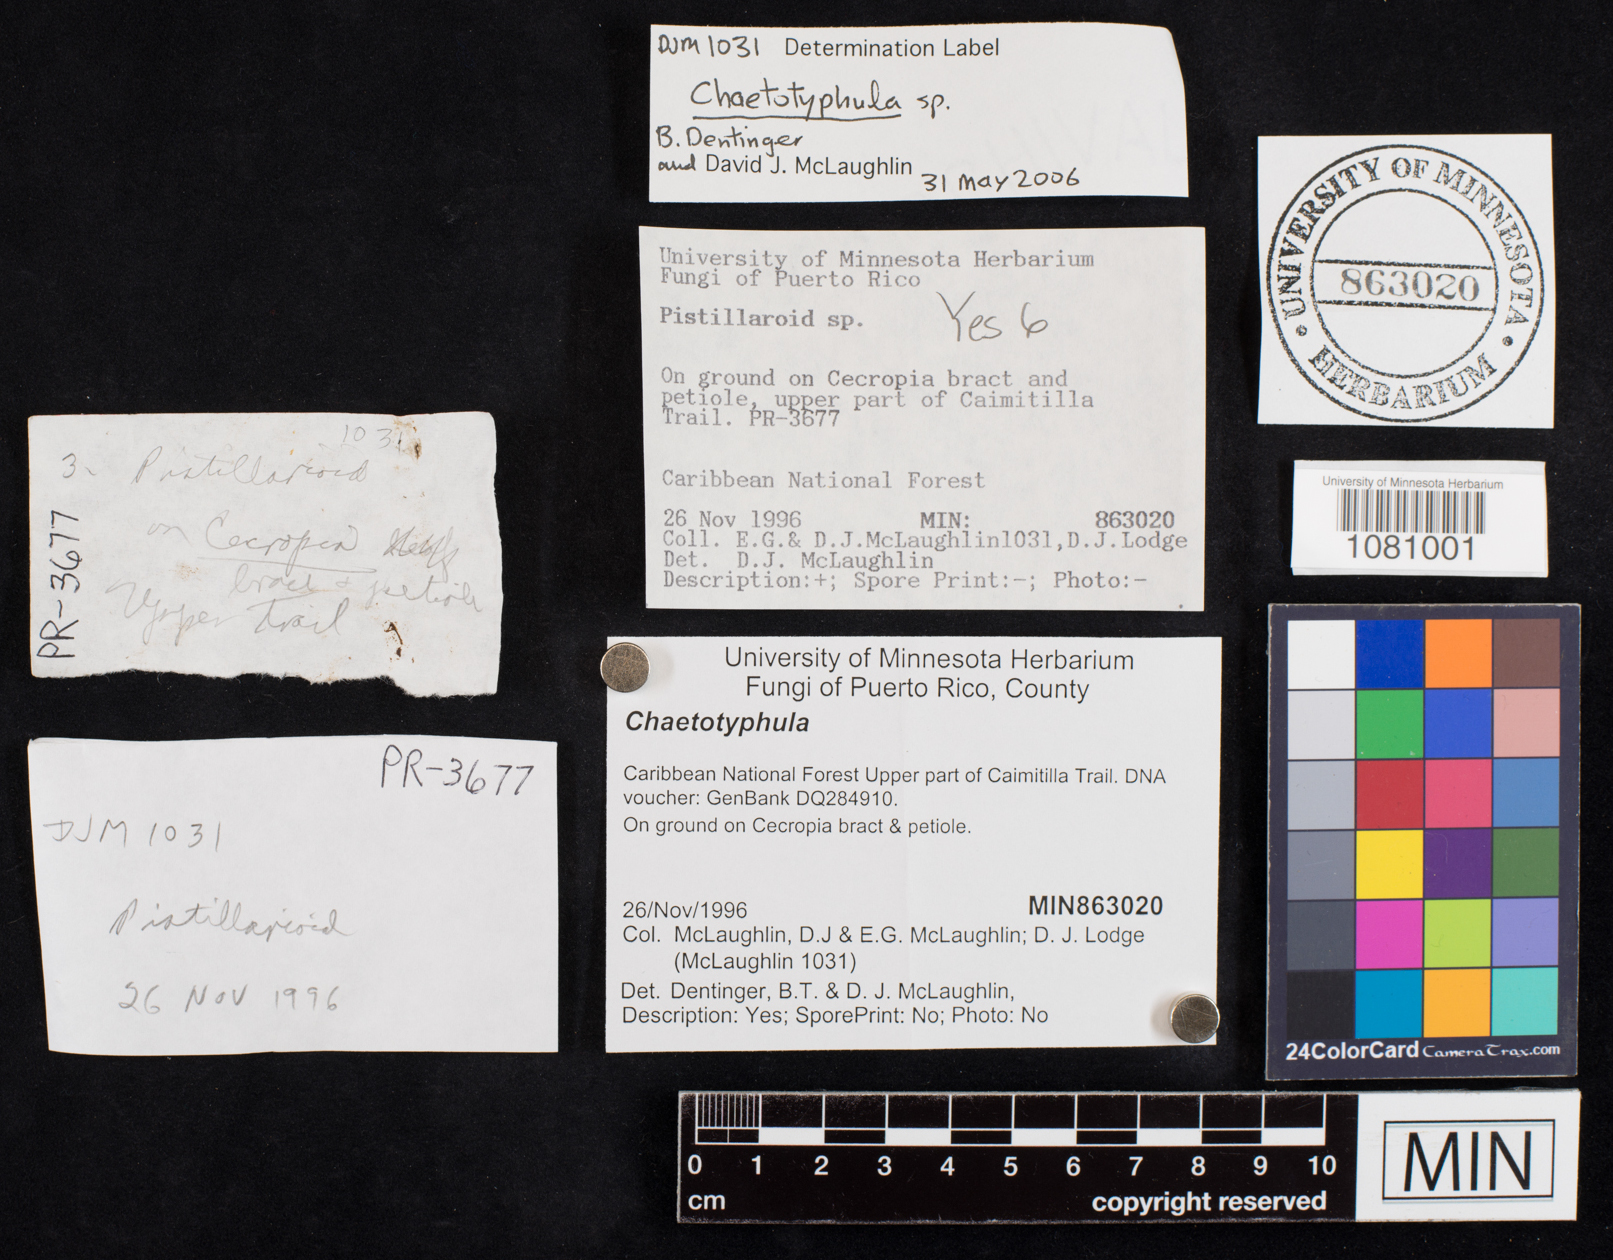 DJM 1031 Determination Label
Chaetotyphula sp.
B. Dentinger
and David J. McLaughlin 31 May 2006
University of Minnesota Herbarium
Fungi of Puerto Rico
Pistillaroid sp. Yes 6
On ground on Cecropia bract and
petiole, upper part of Caimitilla
Trail. PR-3677
Caribbean National Forest
26 Nov 1996 MIN: 863020
Coll. E.G.& D.J.McLaughlin1031,D.J.Lodge
Det. D.J. McLaughlin
Description:+; Spore Print:-; Photo:-
UNIVERSITY OF MINNESOTA
863020
HERBARIUM
University of Minnesota Herbarium
1081001
1031
3. Pistillarioid
on Cecropia
bract + petiole
Upper Trail
PR-3677
PR-3677
DJM 1031
Pistillarioid
26 Nov 1996
University of Minnesota Herbarium
Fungi of Puerto Rico, County
Chaetotyphula
Caribbean National Forest Upper part of Caimitilla Trail. DNA
voucher: GenBank DQ284910.
On ground on Cecropia bract & petiole.
26/Nov/1996 MIN863020
Col. McLaughlin, D.J & E.G. McLaughlin; D. J. Lodge
(McLaughlin 1031)
Det. Dentinger, B.T. & D. J. McLaughlin,
Description: Yes; SporePrint: No; Photo: No
24ColorCard CameraTrax.com
0 1 2 3 4 5 6 7 8 9 10
cm copyright reserved
MIN